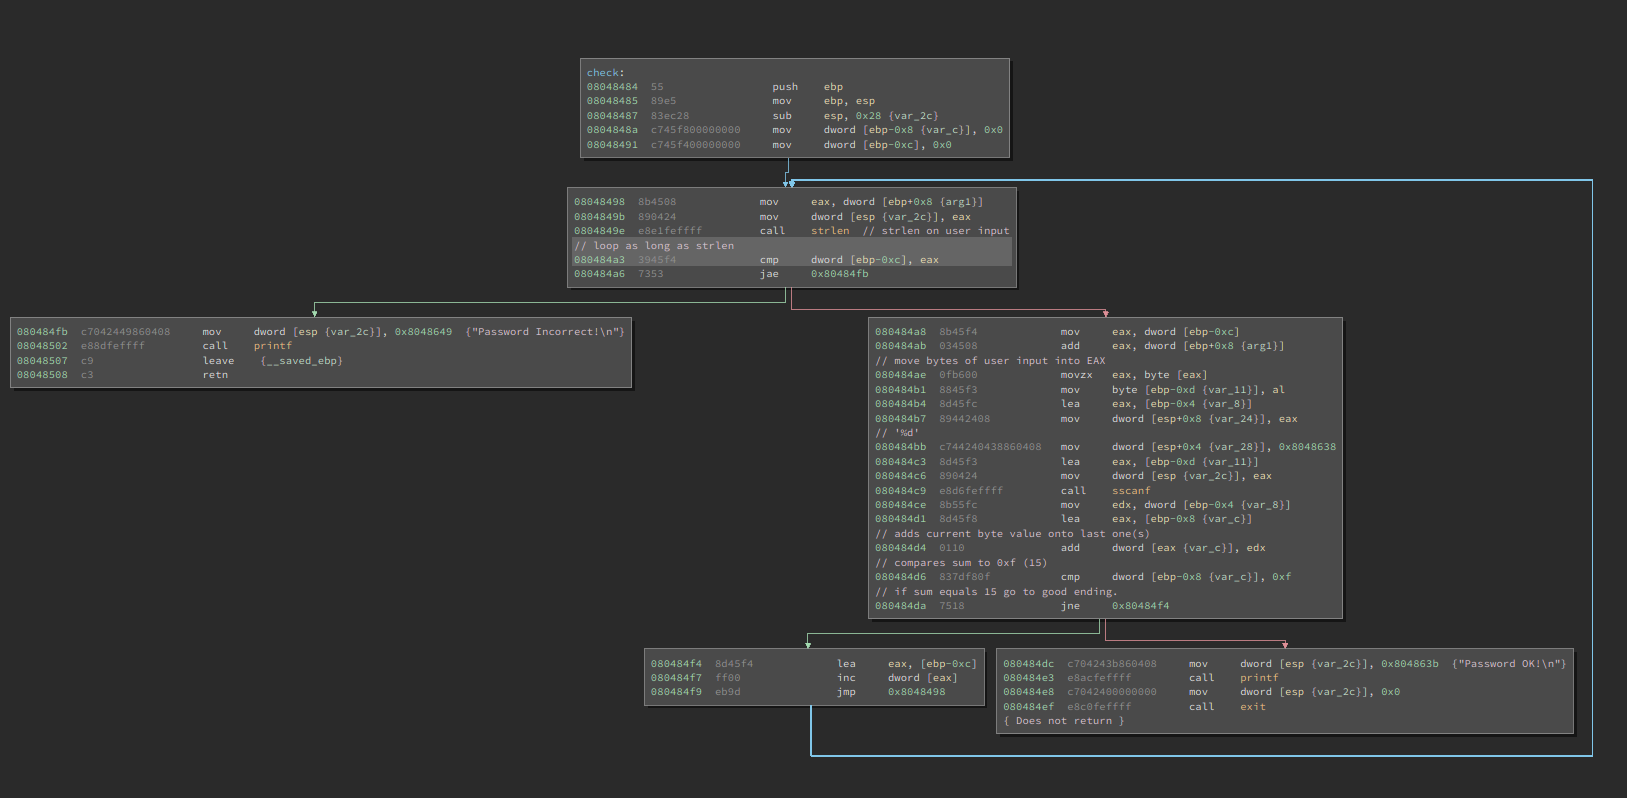 check:
08048484 55 push ebp
08048485 89e5 mov ebp, esp
08048487 83ec28 sub esp, 0x28 {var_2c}
0804848a c745f800000000 mov dword [ebp-0x8 {var_c}], 0x0
08048491 c745f400000000 mov dword [ebp-0xc], 0x0
08048498 8b4508 mov eax, dword [ebp+0x8 {arg1}]
0804849b 890424 mov dword [esp {var_2c}], eax
0804849e e8e1feffff call strlen // strlen on user input
// loop as long as strlen
080484a3 3945f4 cmp dword [ebp-0xc], eax
080484a6 7353 jae 0x80484fb
080484fb c7042449860408 mov dword [esp {var_2c}], 0x8048649 {"Password Incorrect!\n"}
08048502 e88dfeffff call printf
08048507 c9 leave {__saved_ebp}
08048508 c3 retn
080484a8 8b45f4 mov eax, dword [ebp-0xc]
080484ab 034508 add eax, dword [ebp+0x8 {arg1}]
// move bytes of user input into EAX
080484ae 0fb600 movzx eax, byte [eax]
080484b1 8845f3 mov byte [ebp-0xd {var_11}], al
080484b4 8d45fc lea eax, [ebp-0x4 {var_8}]
080484b7 89442408 mov dword [esp+0x8 {var_24}], eax
// '%d'
080484bb c744240438860408 mov dword [esp+0x4 {var_28}], 0x8048638
080484c3 8d45f3 lea eax, [ebp-0xd {var_11}]
080484c6 890424 mov dword [esp {var_2c}], eax
080484c9 e8d6feffff call sscanf
080484ce 8b55fc mov edx, dword [ebp-0x4 {var_8}]
080484d1 8d45f8 lea eax, [ebp-0x8 {var_c}]
// adds current byte value onto last one(s)
080484d4 0110 add dword [eax {var_c}], edx
// compares sum to 0xf (15)
080484d6 837df80f cmp dword [ebp-0x8 {var_c}], 0xf
// if sum equals 15 go to good ending.
080484da 7518 jne 0x80484f4
080484f4 8d45f4 lea eax, [ebp-0xc]
080484f7 ff00 inc dword [eax]
080484f9 eb9d jmp 0x8048498
080484dc c704243b860408 mov dword [esp {var_2c}], 0x804863b {"Password OK!\n"}
080484e3 e8acfeffff call printf
080484e8 c7042400000000 mov dword [esp {var_2c}], 0x0
080484ef e8c0feffff call exit
{ Does not return }